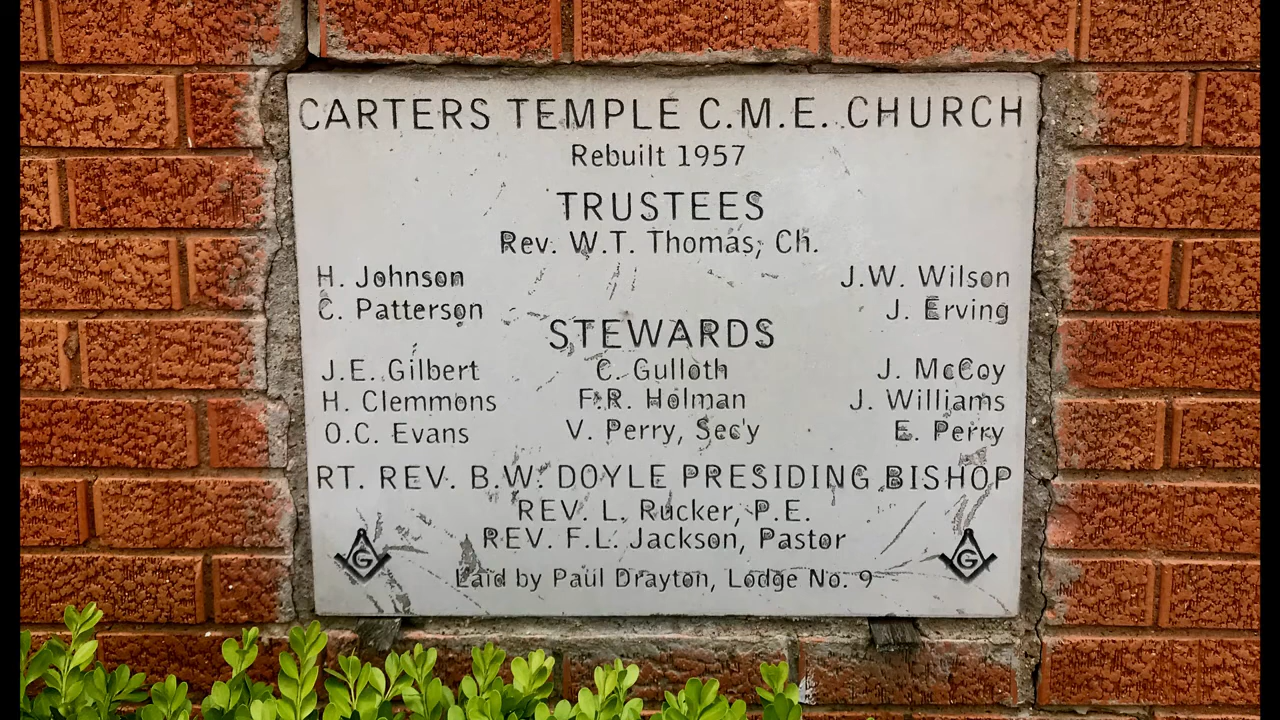 CARTERS TEMPLE C.M.E. CHURCH
Rebuilt 1957
TRUSTEES
Rev. W.T. Thomas, Ch.
H. Johnson J.W. Wilson
C. Patterson J. Erving
STEWARDS
J.E. Gilbert C. Gulloth J. McCoy
H. Clemmons F.R. Holman J. Williams
O.C. Evans V. Perry, Sec'y E. Perry
RT. REV. B.W. DOYLE PRESIDING BISHOP
REV. L. Rucker, P.E.
REV. F.L. Jackson, Pastor
G G
Laid by Paul Drayton, Lodge No. 9